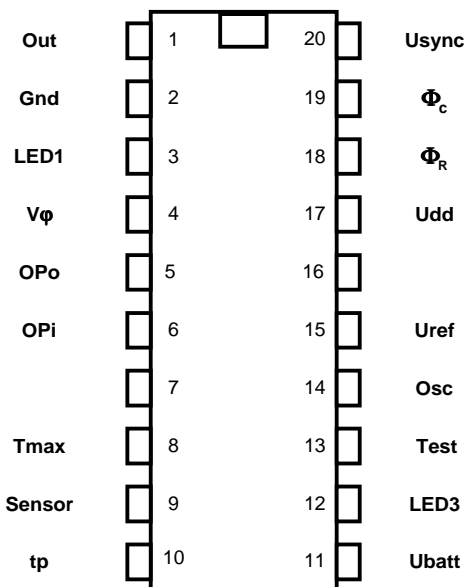 Out 1 20 Usync
Gnd 2 19 Φc
LED1 3 18 ΦR
Vφ 4 17 Udd
OPo 5 16
OPi 6 15 Uref
7 14 Osc
Tmax 8 13 Test
Sensor 9 12 LED3
tp 10 11 Ubatt